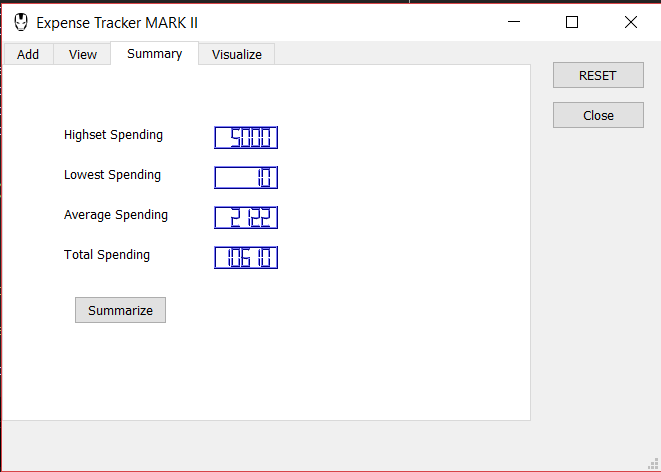 Expense Tracker MARK II
Add View Summary Visualize
RESET
Close
Highset Spending 5000
Lowest Spending 10
Average Spending 2122
Total Spending 10610
Summarize